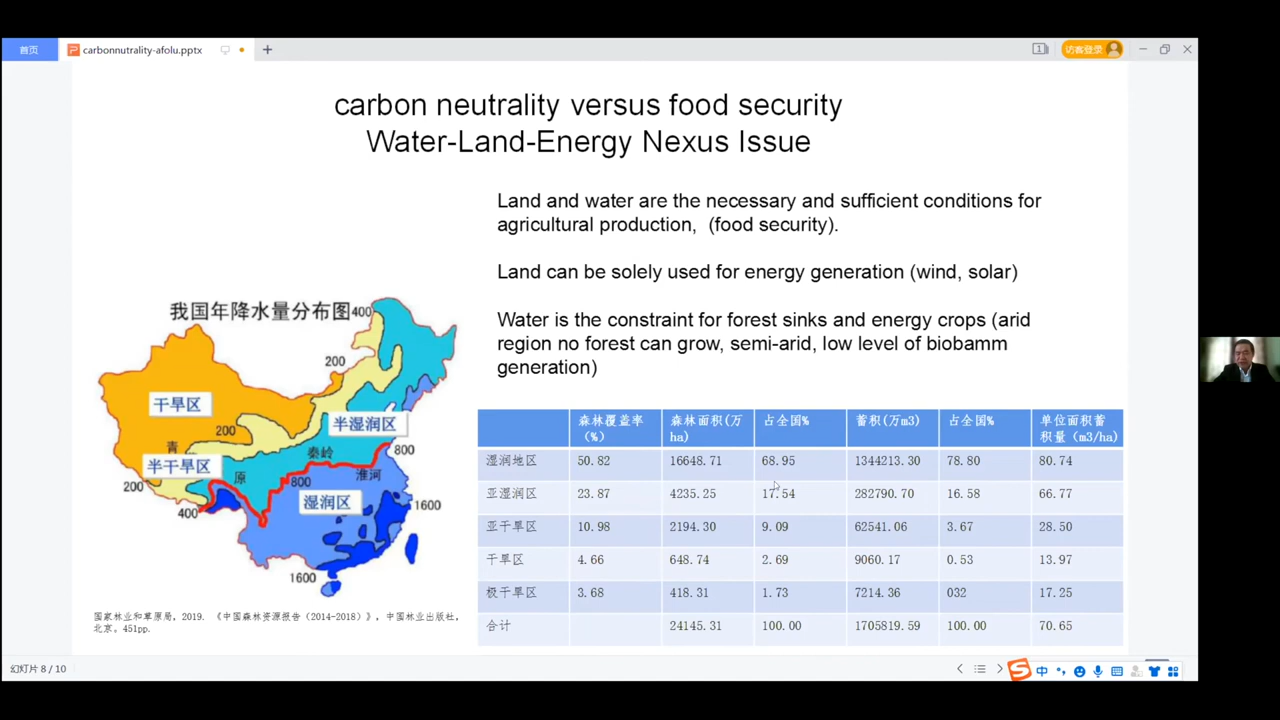 首页
carbonnutrality-afolu.pptx
访客登录
carbon neutrality versus food security
Water-Land-Energy Nexus Issue
Land and water are the necessary and sufficient conditions for
agricultural production, (food security).
Land can be solely used for energy generation (wind, solar)
Water is the constraint for forest sinks and energy crops (arid
region no forest can grow, semi-arid, low level of biobamm
generation)
我国年降水量分布图
400
200
干旱区
200
半湿润区
青
秦岭
800
半干旱区
原
淮河
200
800
湿润区
1600
400
1600
国家林业和草原局，2019. 《中国森林资源报告（2014-2018）》，中国林业出版社，
北京。451pp.
森林覆盖率（%） 森林面积(万ha) 占全国% 蓄积(万m3) 占全国% 单位面积蓄积量（m3/ha)
湿润地区 50.82 16648.71 68.95 1344213.30 78.80 80.74
亚湿润区 23.87 4235.25 17.54 282790.70 16.58 66.77
亚干旱区 10.98 2194.30 9.09 62541.06 3.67 28.50
干旱区 4.66 648.74 2.69 9060.17 0.53 13.97
极干旱区 3.68 418.31 1.73 7214.36 032 17.25
合计 24145.31 100.00 1705819.59 100.00 70.65
幻灯片 8 / 10
中